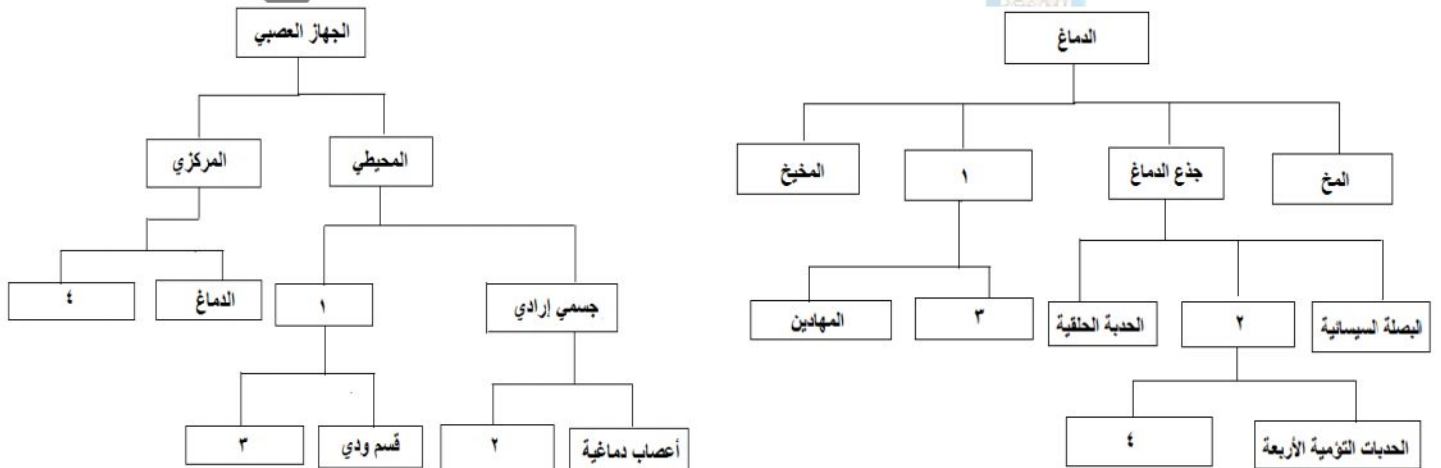 الدماغ
المخ
جذع الدماغ
١
المخيخ
البصلة السيسائية
٢
الحدبة الحلقية
٣
المهادين
الحدبات التؤمية الأربعة
٤
الجهاز العصبي
المحيطي
المركزي
جسمي إرادي
١
الدماغ
٤
أعصاب دماغية
٢
قسم ودي
٣